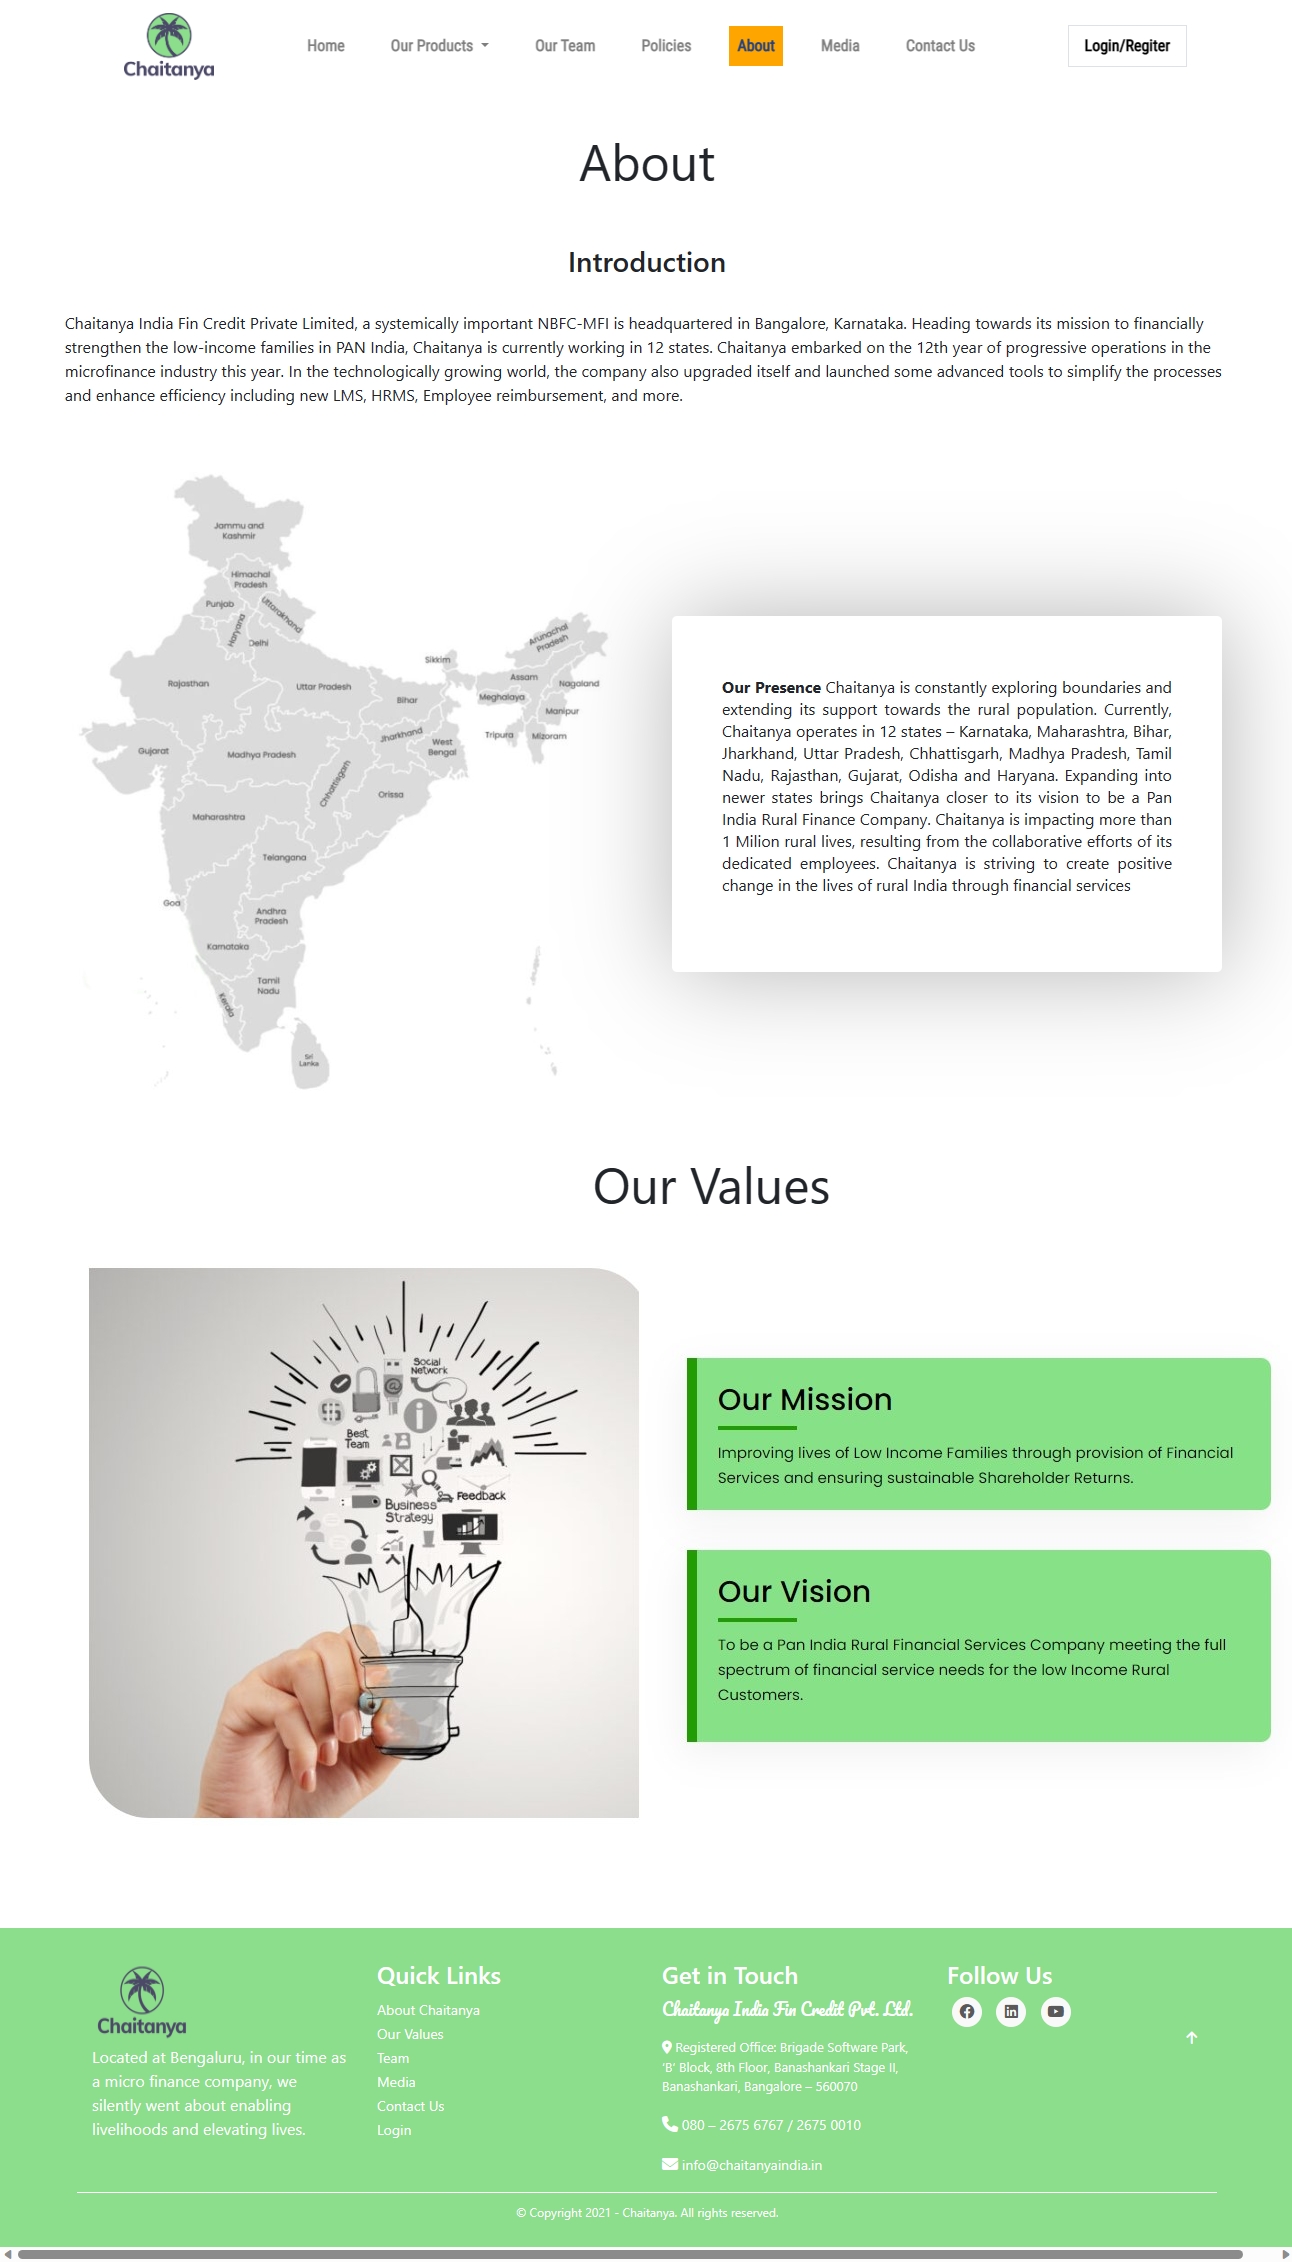 Chaitanya
Home
Our Products
Our Team
Policies
About
Media
Contact Us
Login/Regiter
About
Introduction
Chaitanya India Fin Credit Private Limited, a systemically important NBFC-MFI is headquartered in Bangalore, Karnataka. Heading towards its mission to financially
strengthen the low-income families in PAN India, Chaitanya is currently working in 12 states. Chaitanya embarked on the 12th year of progressive operations in the
microfinance industry this year. In the technologically growing world, the company also upgraded itself and launched some advanced tools to simplify the processes
and enhance efficiency including new LMS, HRMS, Employee reimbursement, and more.
Jammu and
Kashmir
Himachal
Pradesh
Punjab
Uttarakhand
Haryana
Delhi
Arunachal
Pradesh
Sikkim
Assam
Rajasthan
Uttar Pradesh
Nagaland
Bihar
Meghalaya
Manipur
Jharkhand
Tripura
Mizoram
West
Bengal
Gujarat
Madhya Pradesh
Chhattisgarh
Orissa
Maharashtra
Telangana
Goa
Andhra
Pradesh
Karnatoka
Tamil
Nadu
Kerala
Sri
Lanka
Our Presence Chaitanya is constantly exploring boundaries and
extending its support towards the rural population. Currently,
Chaitanya operates in 12 states – Karnataka, Maharashtra, Bihar,
Jharkhand, Uttar Pradesh, Chhattisgarh, Madhya Pradesh, Tamil
Nadu, Rajasthan, Gujarat, Odisha and Haryana. Expanding into
newer states brings Chaitanya closer to its vision to be a Pan
India Rural Finance Company. Chaitanya is impacting more than
1 Milion rural lives, resulting from the collaborative efforts of its
dedicated employees. Chaitanya is striving to create positive
change in the lives of rural India through financial services
Our Values
Social
Network
Best
Team
Business
Strategy
Feedback
Our Mission
Improving lives of Low Income Families through provision of Financial
Services and ensuring sustainable Shareholder Returns.
Our Vision
To be a Pan India Rural Financial Services Company meeting the full
spectrum of financial service needs for the low Income Rural
Customers.
Chaitanya
Located at Bengaluru, in our time as
a micro finance company, we
silently went about enabling
livelihoods and elevating lives.
Quick Links
About Chaitanya
Our Values
Team
Media
Contact Us
Login
Get in Touch
Chaitanya India Fin Credit Pvt. Ltd.
Registered Office: Brigade Software Park,
'B' Block, 8th Floor, Banashankari Stage II,
Banashankari, Bangalore – 560070
080 – 2675 6767 / 2675 0010
info@chaitanyaindia.in
Follow Us
© Copyright 2021 - Chaitanya. All rights reserved.